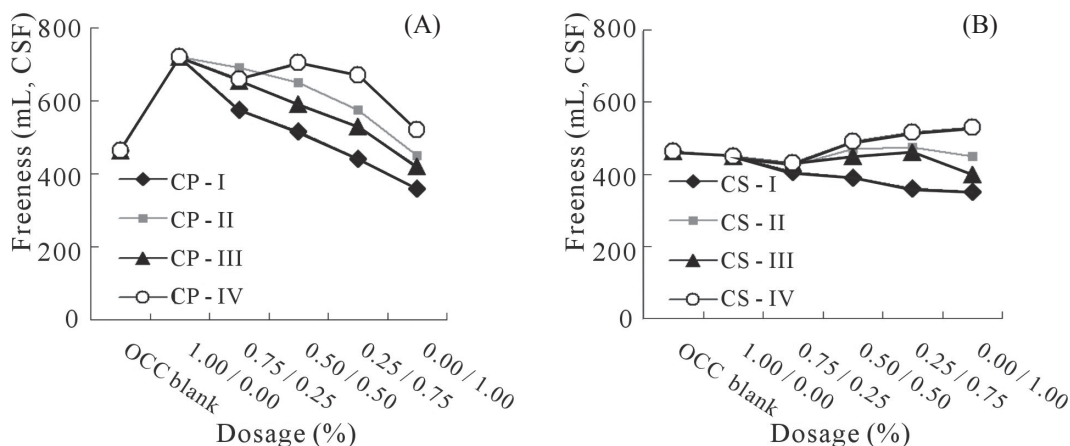 (A)
Freeness (mL, CSF)
800
600
400
200
0
CP - I
CP - II
CP - III
CP - IV
OCC blank
1.00 / 0.00
0.75 / 0.25
0.50 / 0.50
0.25 / 0.75
0.00 / 1.00
Dosage (%)
(B)
Freeness (mL, CSF)
800
600
400
200
0
CS - I
CS - II
CS - III
CS - IV
OCC blank
1.00 / 0.00
0.75 / 0.25
0.50 / 0.50
0.25 / 0.75
0.00 / 1.00
Dosage (%)